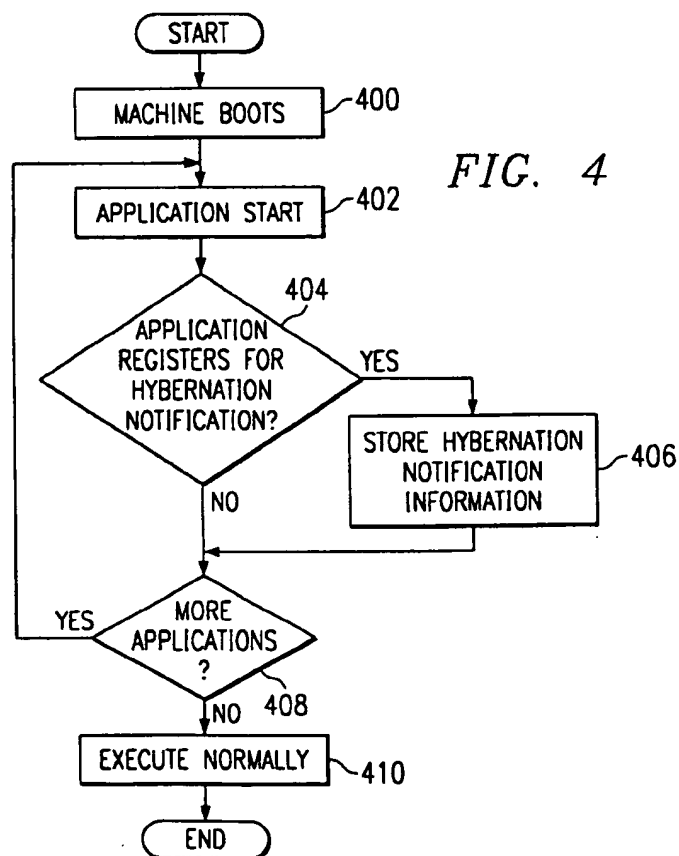 START
MACHINE BOOTS
400
FIG. 4
APPLICATION START
402
404
APPLICATION
REGISTERS FOR
HYBERNATION
NOTIFICATION?
YES
STORE HYBERNATION
NOTIFICATION
INFORMATION
406
NO
YES
MORE
APPLICATIONS
?
408
NO
EXECUTE NORMALLY
410
END